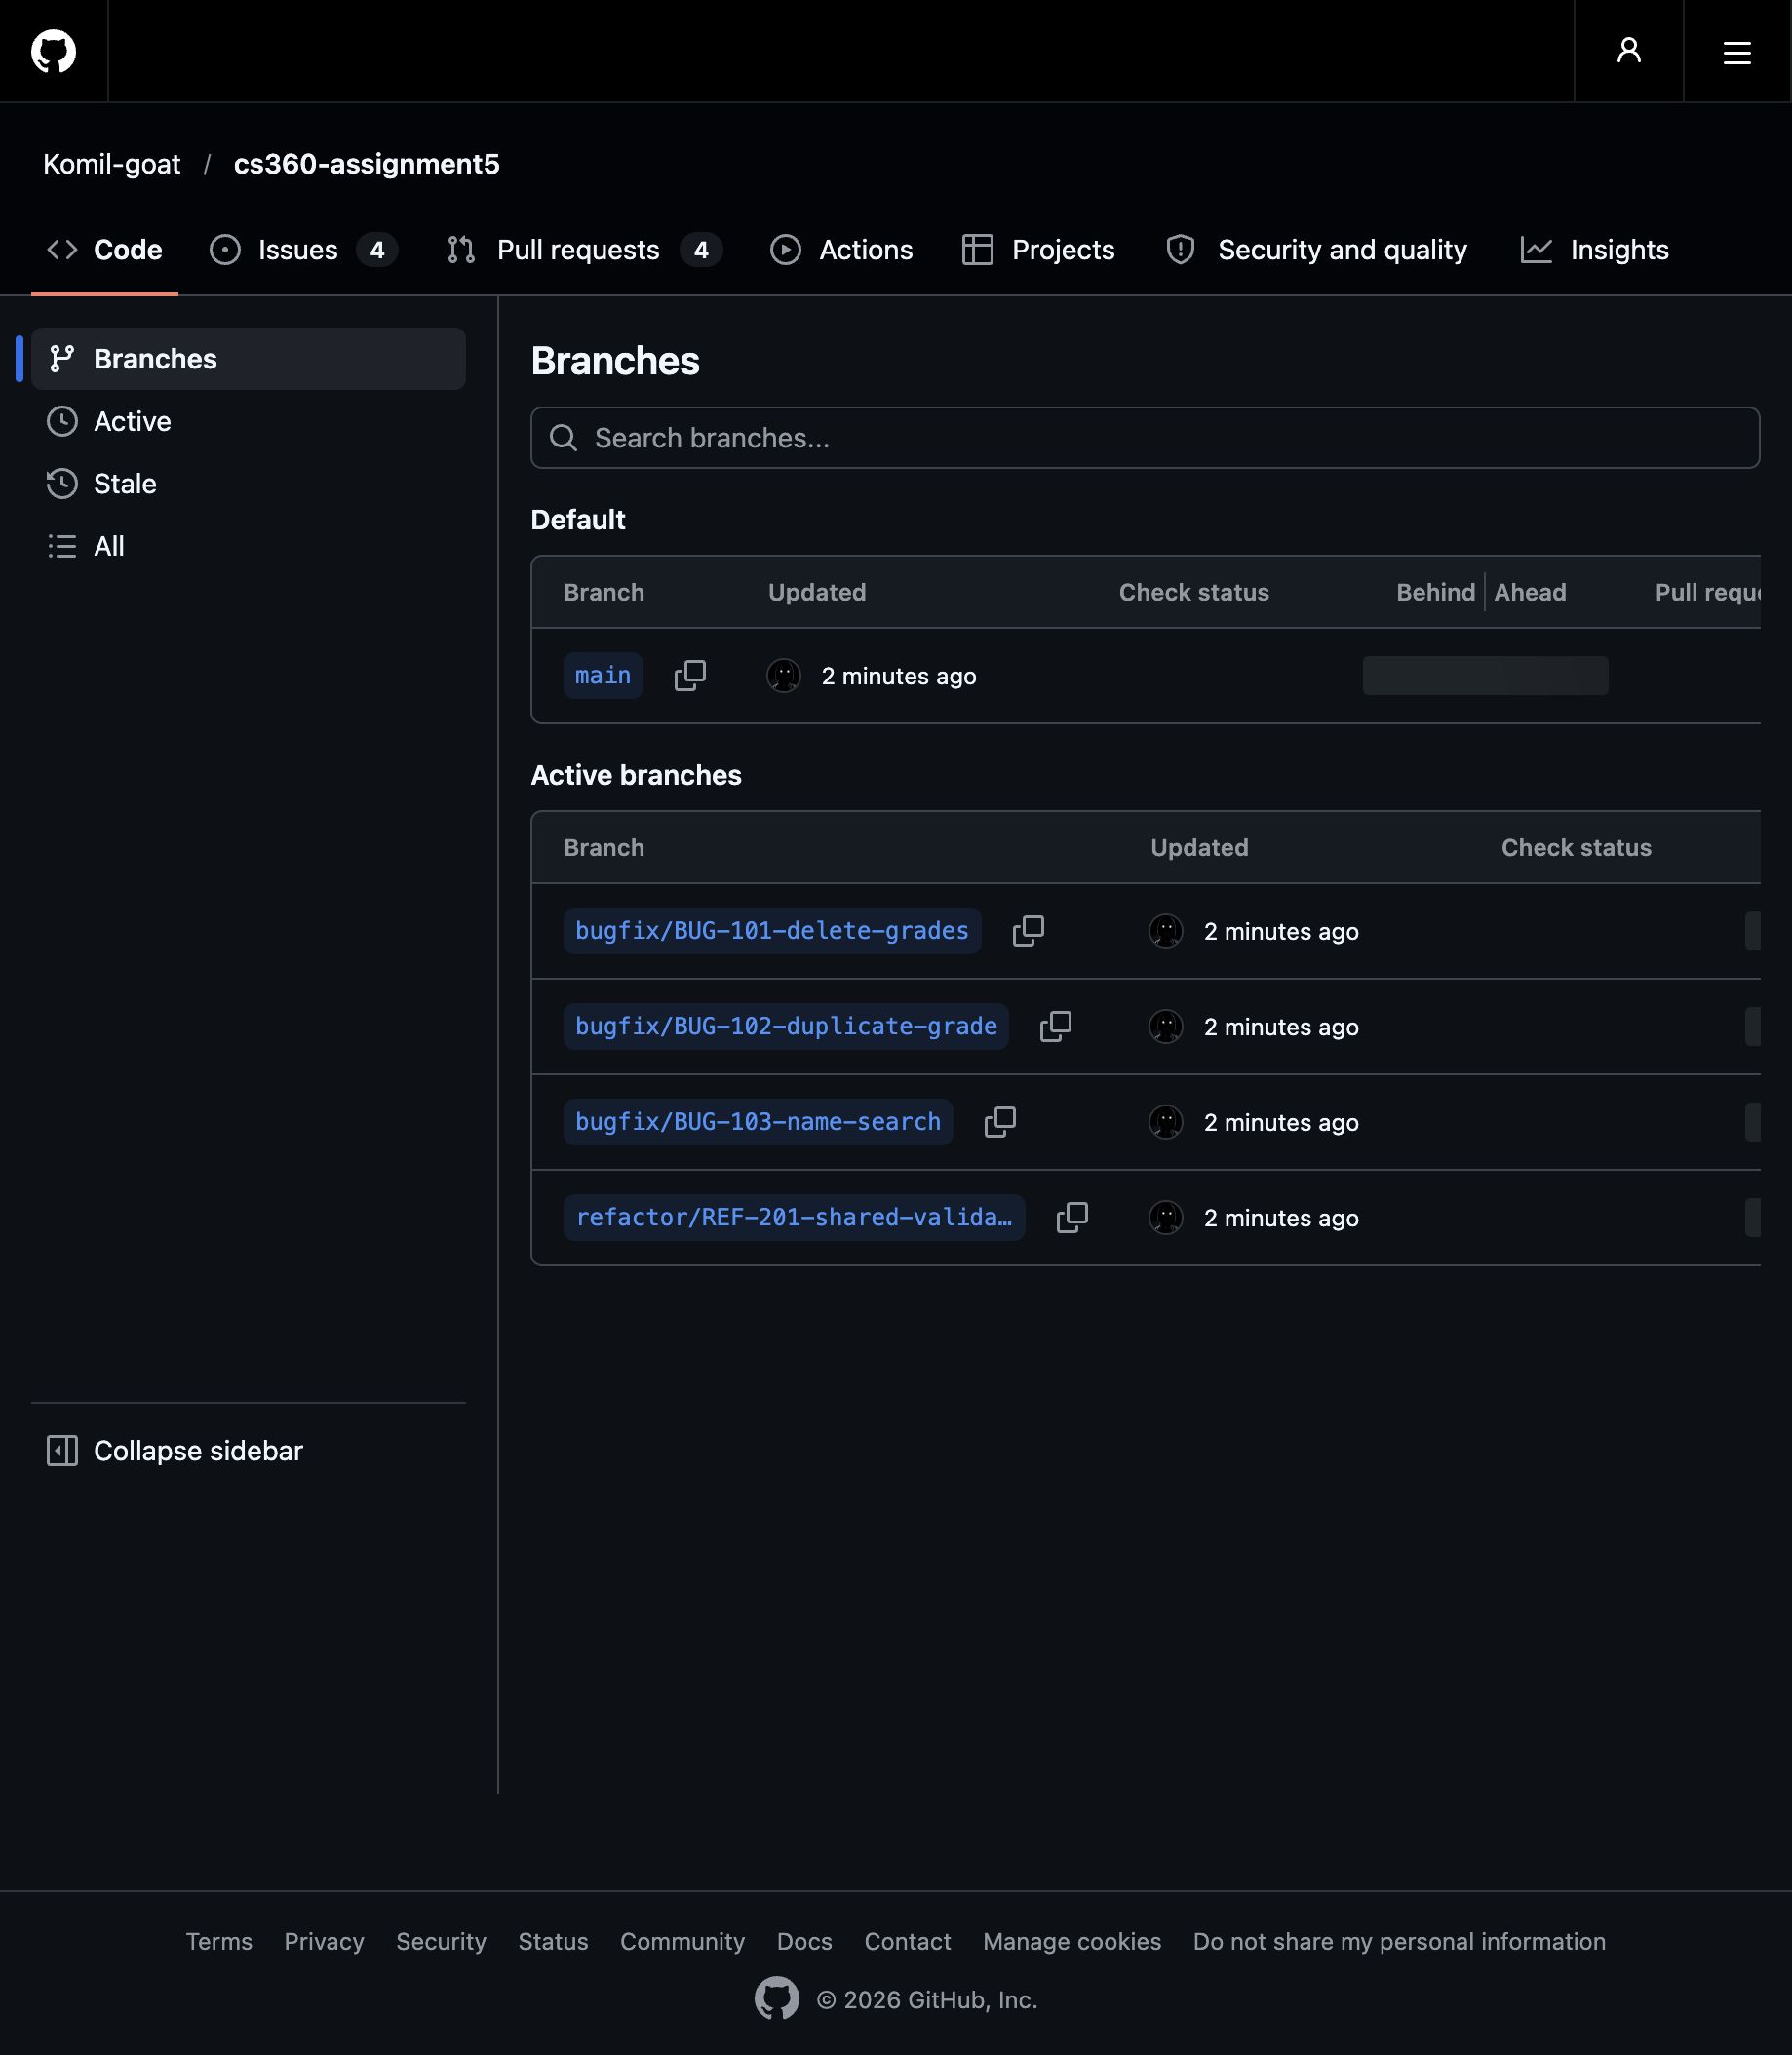 Komil-goat / cs360-assignment5
Code Issues 4 Pull requests 4 Actions Projects Security and quality Insights
Branches
Active
Stale
All
Collapse sidebar
Branches
Search branches...
Default
Branch Updated Check status Behind Ahead Pull reque
main 2 minutes ago
Active branches
Branch Updated Check status
bugfix/BUG-101-delete-grades 2 minutes ago
bugfix/BUG-102-duplicate-grade 2 minutes ago
bugfix/BUG-103-name-search 2 minutes ago
refactor/REF-201-shared-valida… 2 minutes ago
Terms Privacy Security Status Community Docs Contact Manage cookies Do not share my personal information
© 2026 GitHub, Inc.